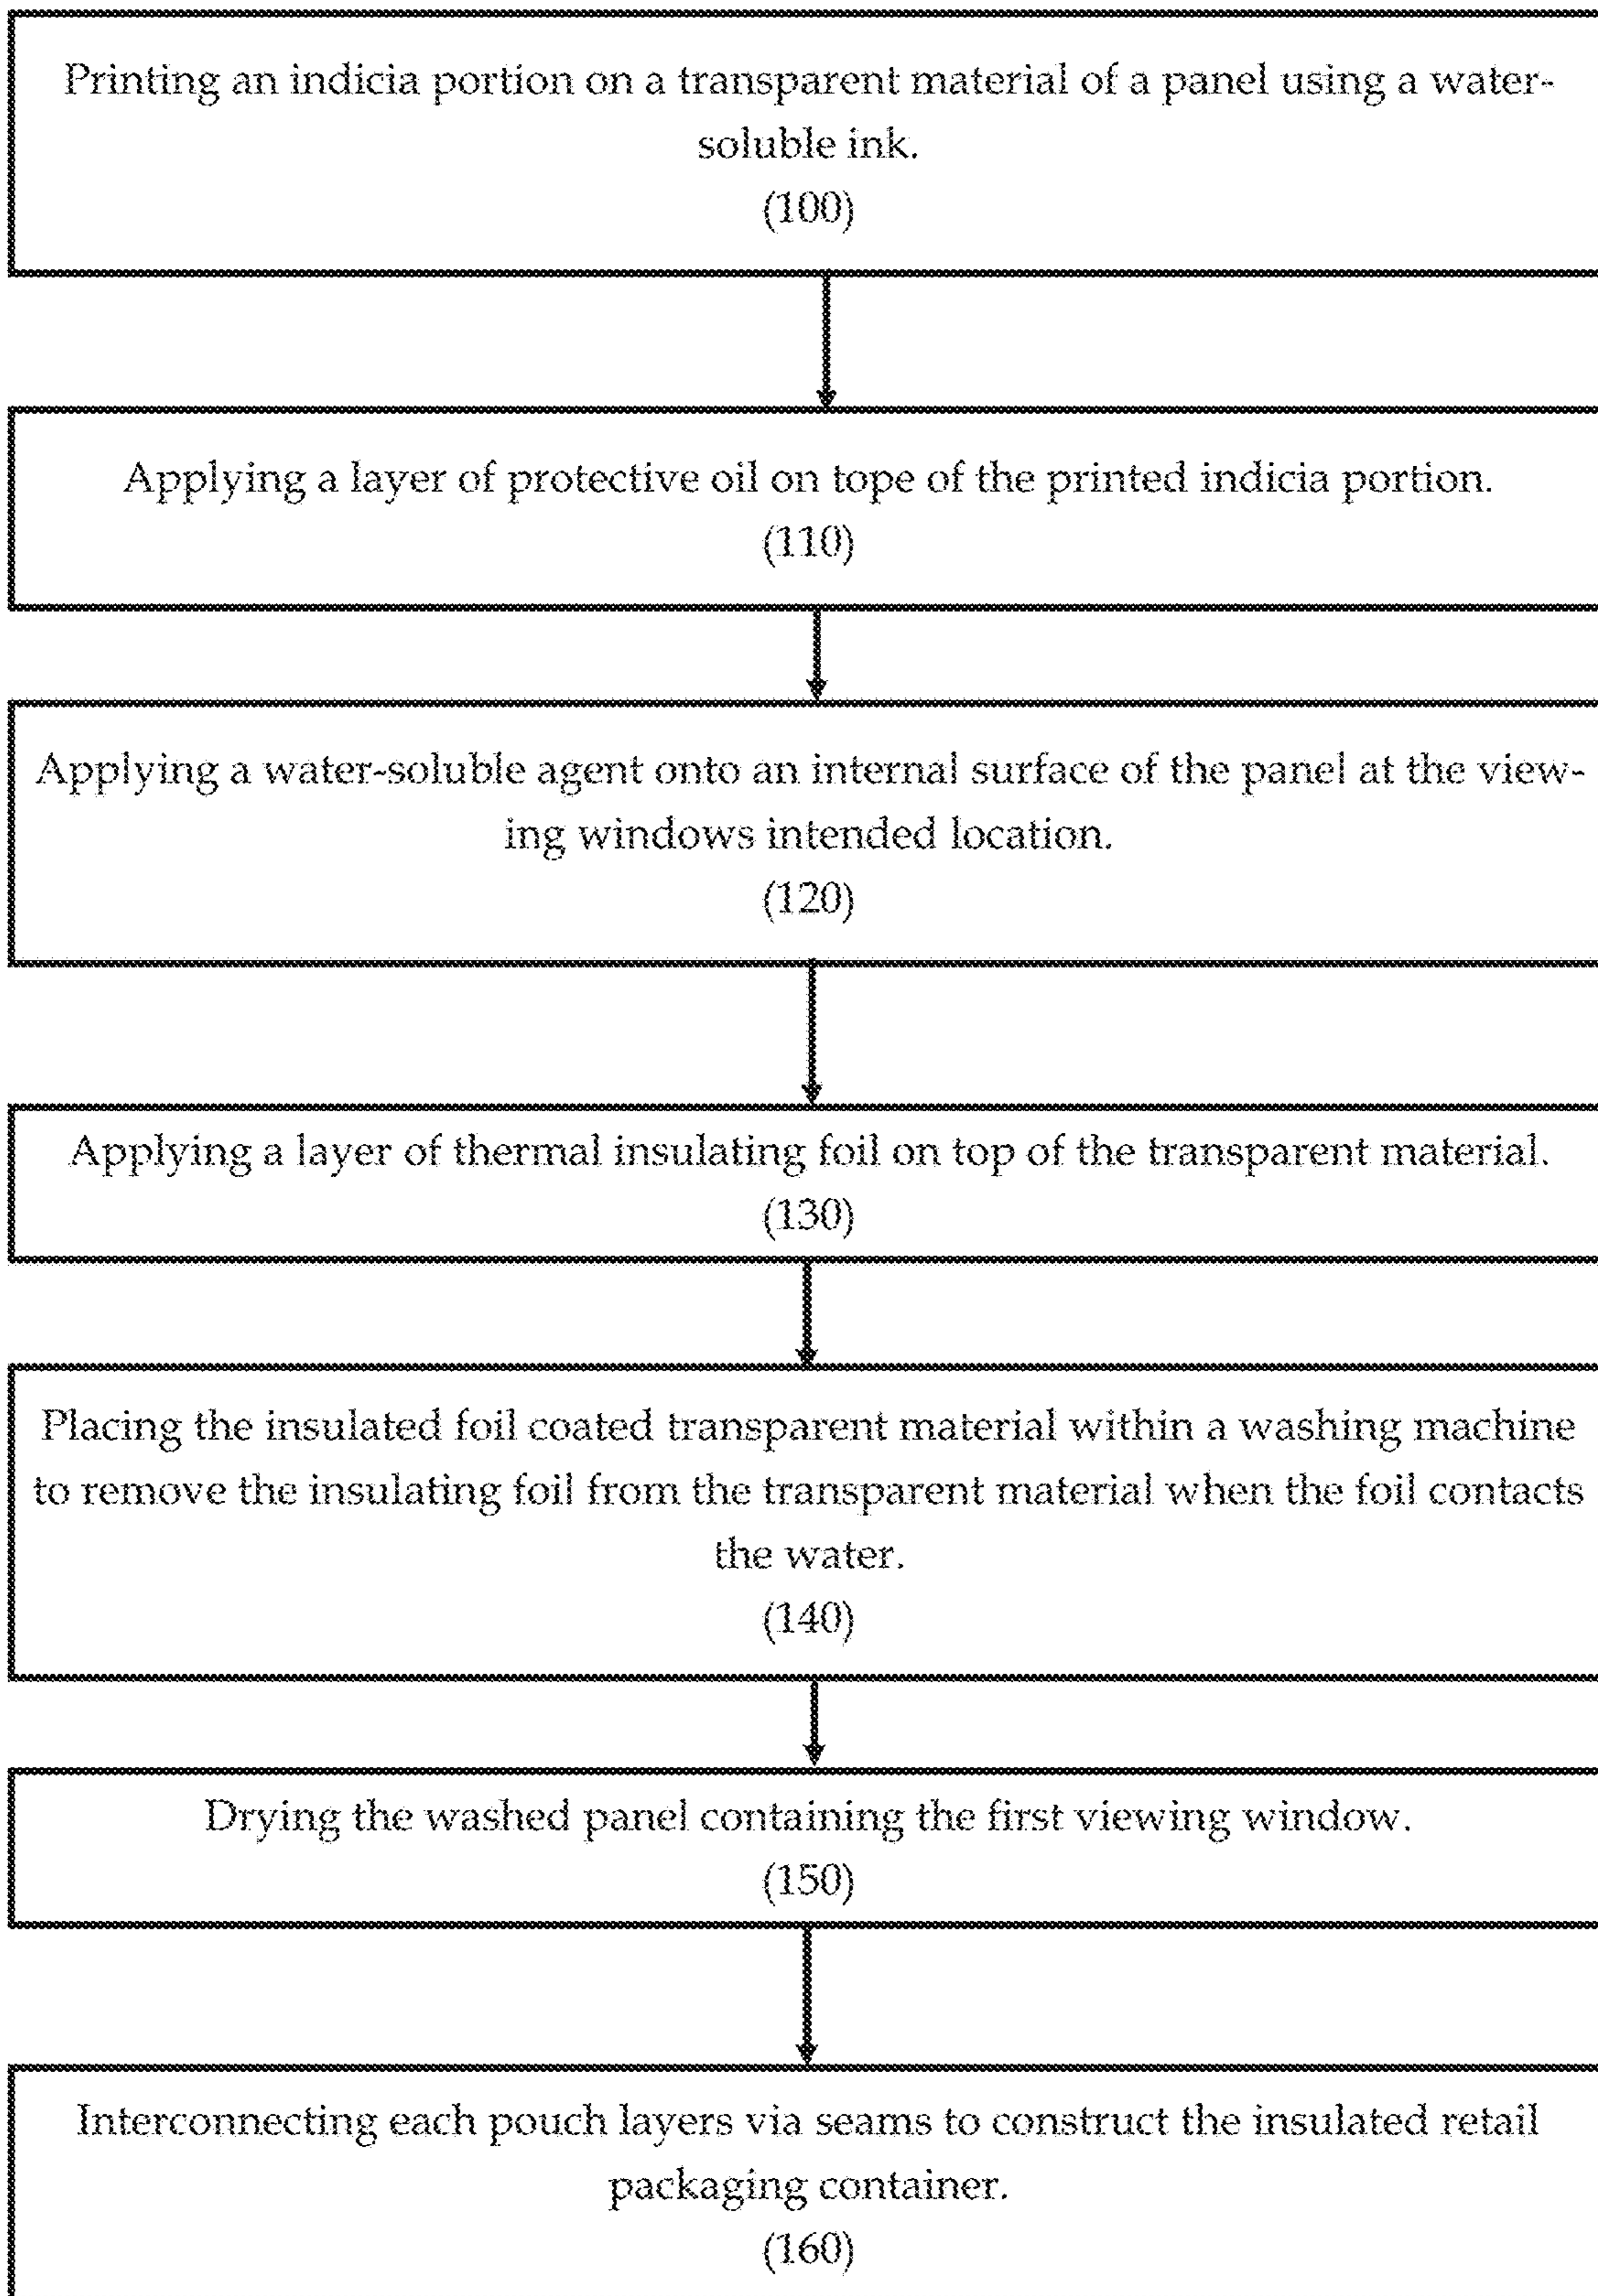 Printing an indicia portion on a transparent material of a panel using a water-
soluble ink.
(100)
Applying a layer of protective oil on tope of the printed indicia portion.
(110)
Applying a water-soluble agent onto an internal surface of the panel at the view-
ing windows intended location.
(120)
Applying a layer of thermal insulating foil on top of the transparent material.
(130)
Placing the insulated foil coated transparent material within a washing machine
to remove the insulating foil from the transparent material when the foil contacts
the water.
(140)
Drying the washed panel containing the first viewing window.
(150)
Interconnecting each pouch layers via seams to construct the insulated retail
packaging container.
(160)